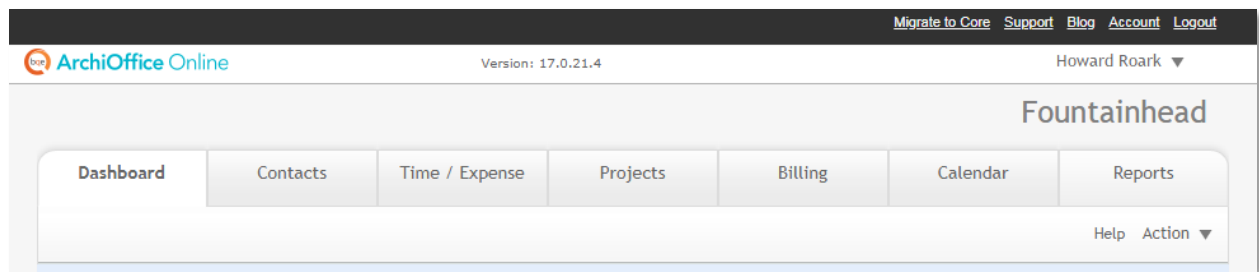 Migrate to Core Support Blog Account Logout
bqe ArchiOffice Online Version: 17.0.21.4 Howard Roark ▼
Fountainhead
Dashboard Contacts Time / Expense Projects Billing Calendar Reports
Help Action ▼